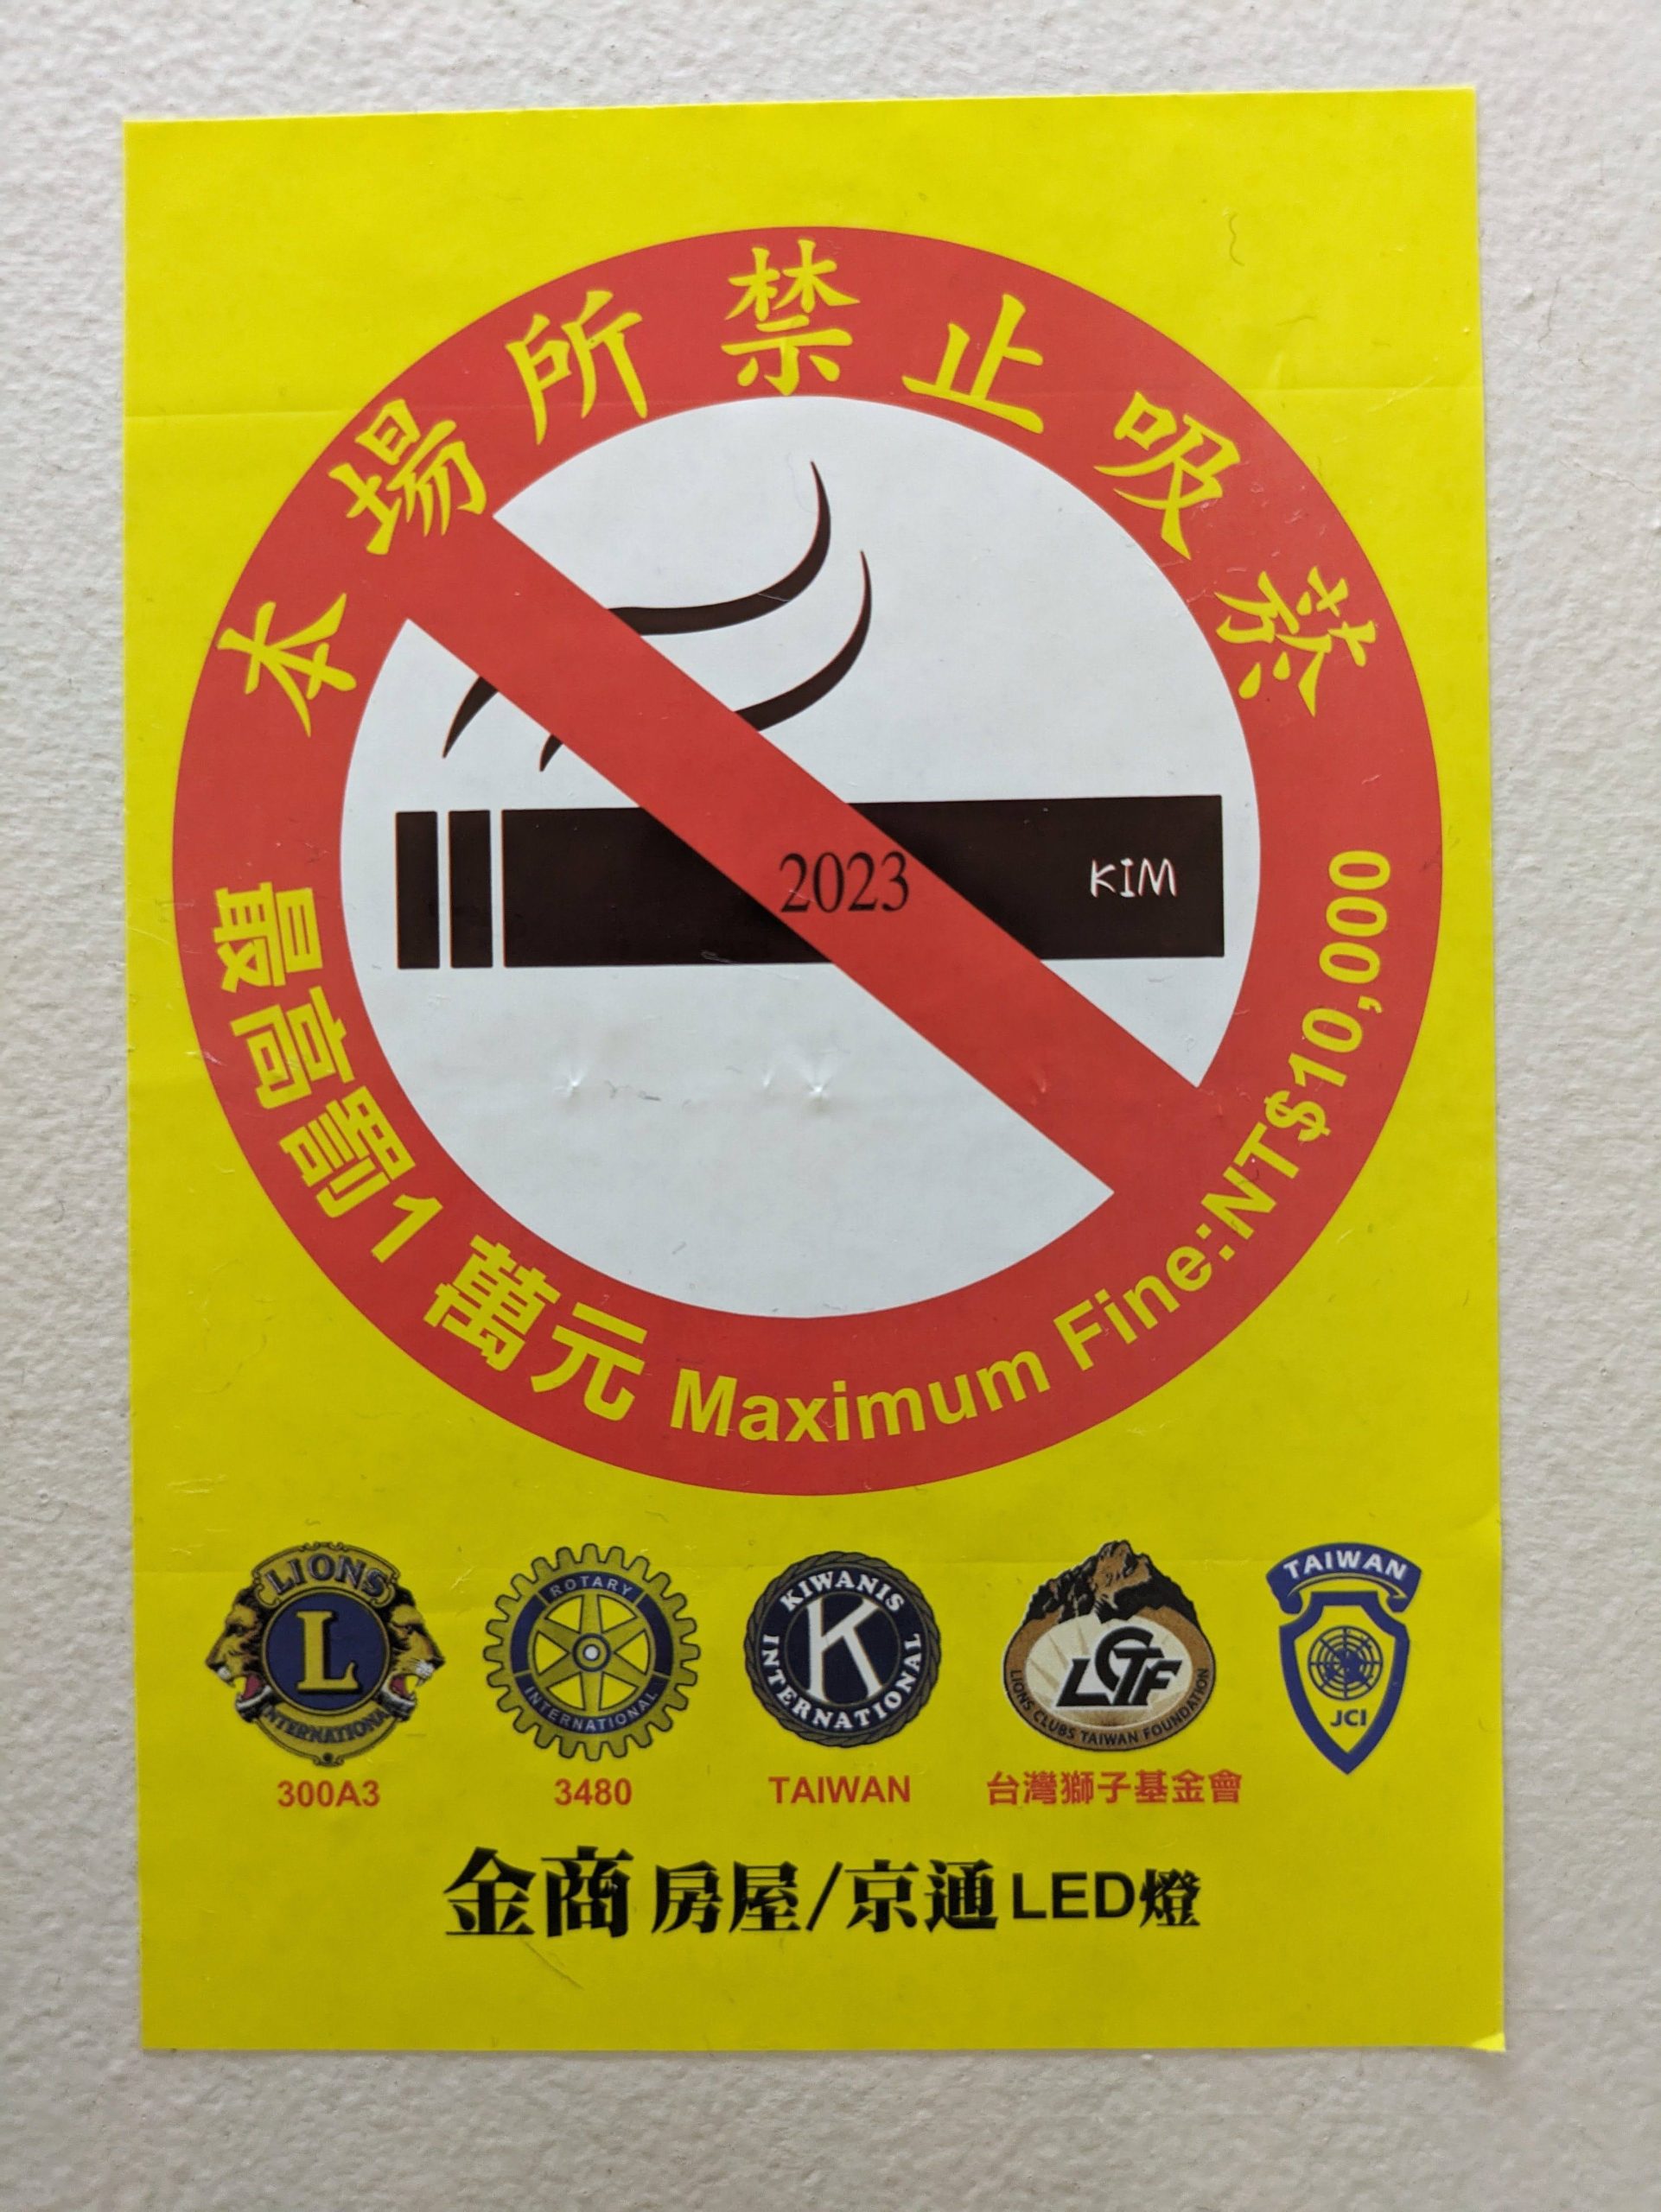 本場所禁止吸菸
2023
KIM
最高罰1萬元 Maximum Fine:NT$10,000
LIONS
L
INTERNATIONAL
300A3
ROTARY
INTERNATIONAL
3480
KIWANIS
K
INTERNATIONAL
TAIWAN
LCTF
LIONS CLUBS TAIWAN FOUNDATION
台灣獅子基金會
TAIWAN
JCI
金商房屋/京通LED燈